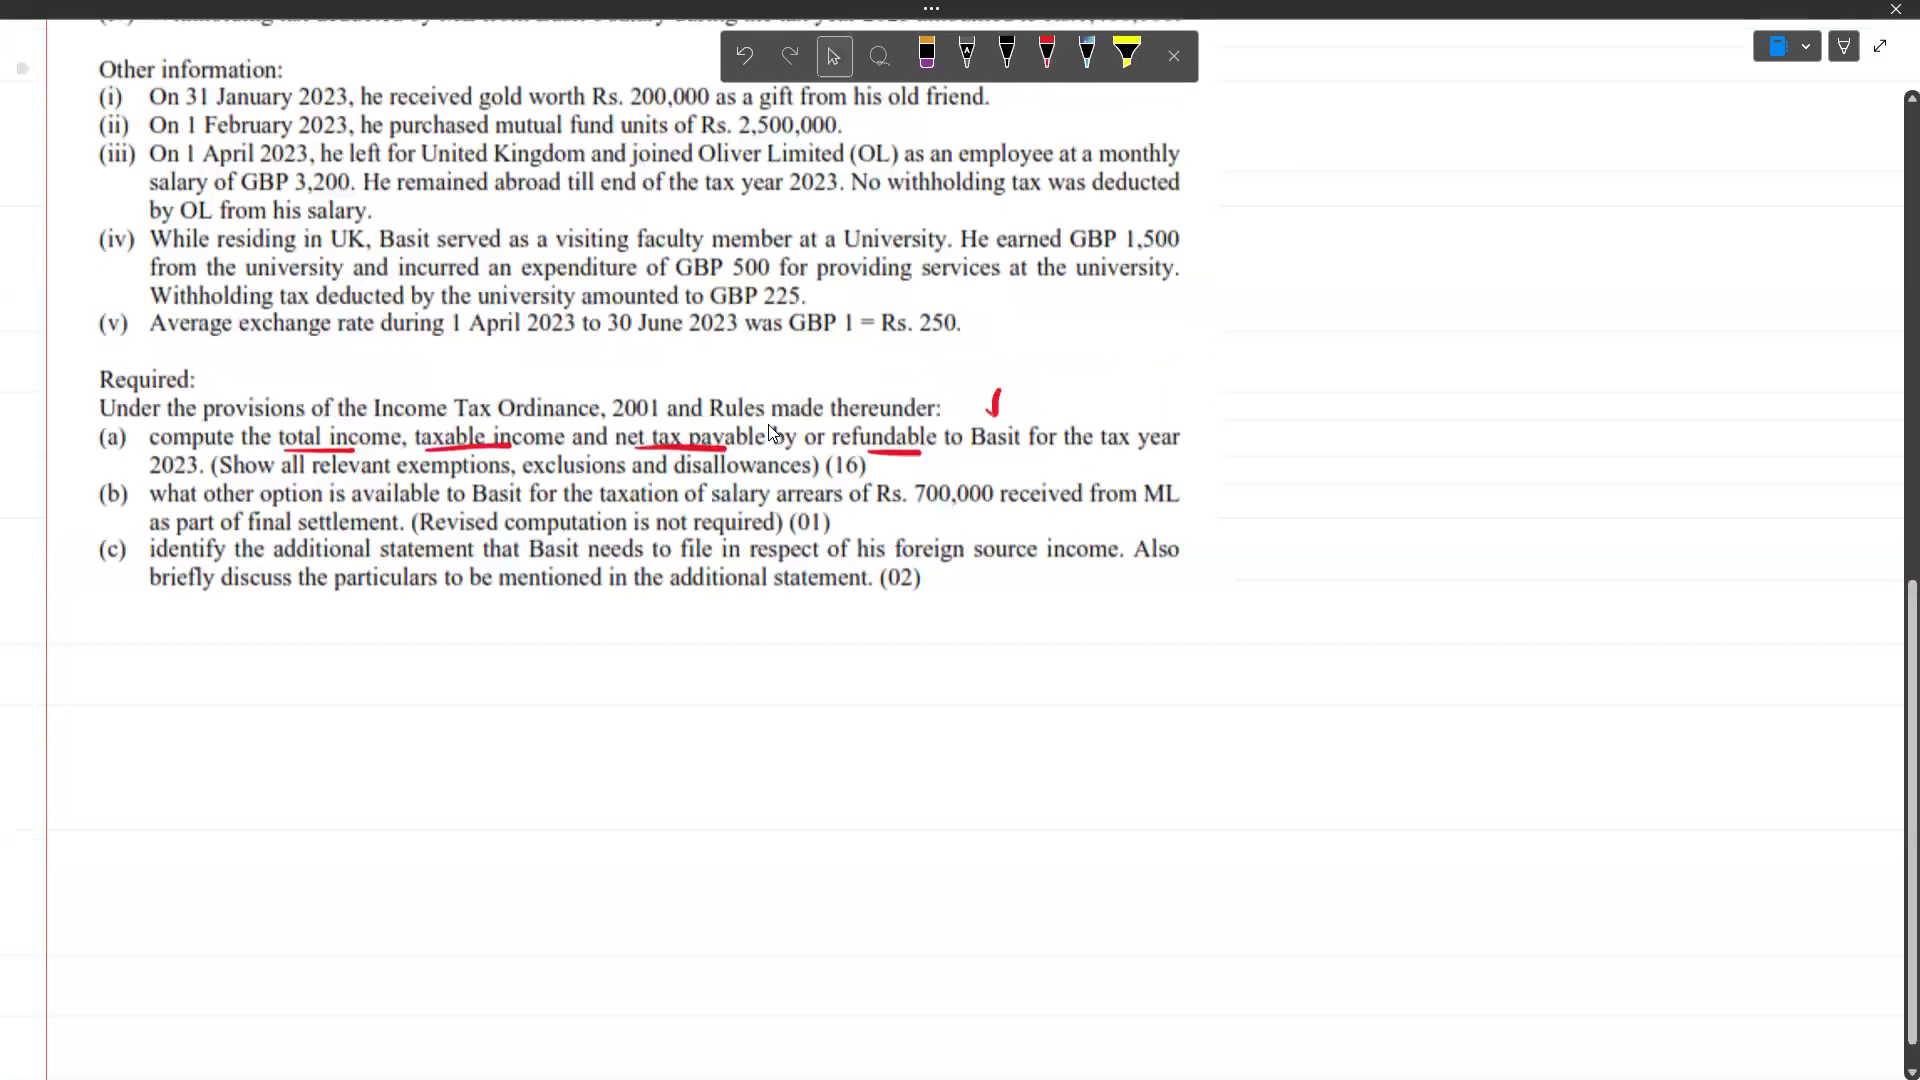 Other information:
(i) On 31 January 2023, he received gold worth Rs. 200,000 as a gift from his old friend.
(ii) On 1 February 2023, he purchased mutual fund units of Rs. 2,500,000.
(iii) On 1 April 2023, he left for United Kingdom and joined Oliver Limited (OL) as an employee at a monthly
salary of GBP 3,200. He remained abroad till end of the tax year 2023. No withholding tax was deducted
by OL from his salary.
(iv) While residing in UK, Basit served as a visiting faculty member at a University. He earned GBP 1,500
from the university and incurred an expenditure of GBP 500 for providing services at the university.
Withholding tax deducted by the university amounted to GBP 225.
(v) Average exchange rate during 1 April 2023 to 30 June 2023 was GBP 1 = Rs. 250.
Required:
Under the provisions of the Income Tax Ordinance, 2001 and Rules made thereunder:
(a) compute the total income, taxable income and net tax payable by or refundable to Basit for the tax year
2023. (Show all relevant exemptions, exclusions and disallowances) (16)
(b) what other option is available to Basit for the taxation of salary arrears of Rs. 700,000 received from ML
as part of final settlement. (Revised computation is not required) (01)
(c) identify the additional statement that Basit needs to file in respect of his foreign source income. Also
briefly discuss the particulars to be mentioned in the additional statement. (02)